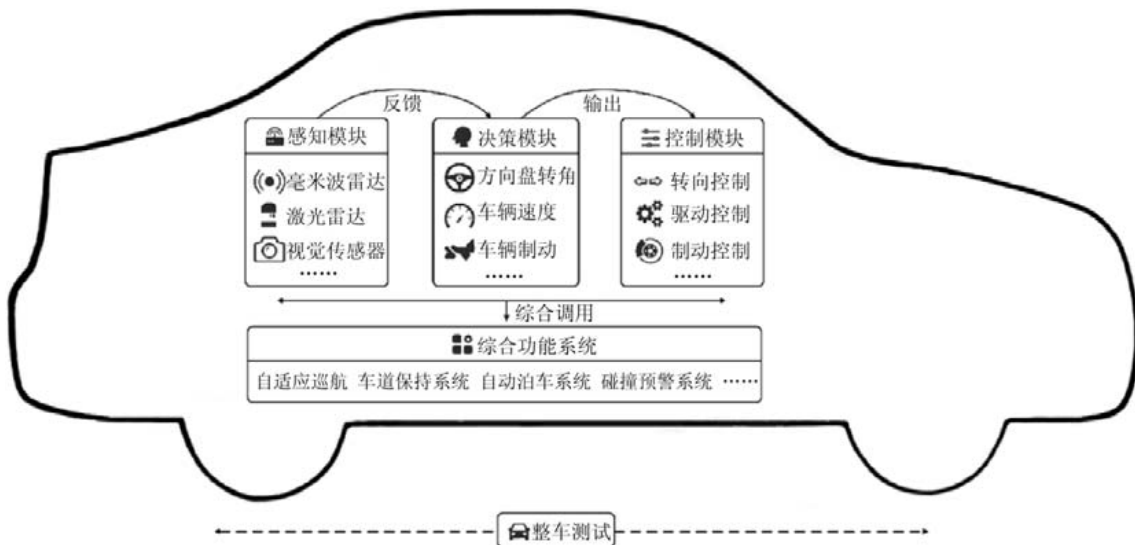 反馈
输出
感知模块
毫米波雷达
激光雷达
视觉传感器
……
决策模块
方向盘转角
车辆速度
车辆制动
……
控制模块
转向控制
驱动控制
制动控制
……
综合调用
综合功能系统
自适应巡航 车道保持系统 自动泊车系统 碰撞预警系统 ……
整车测试